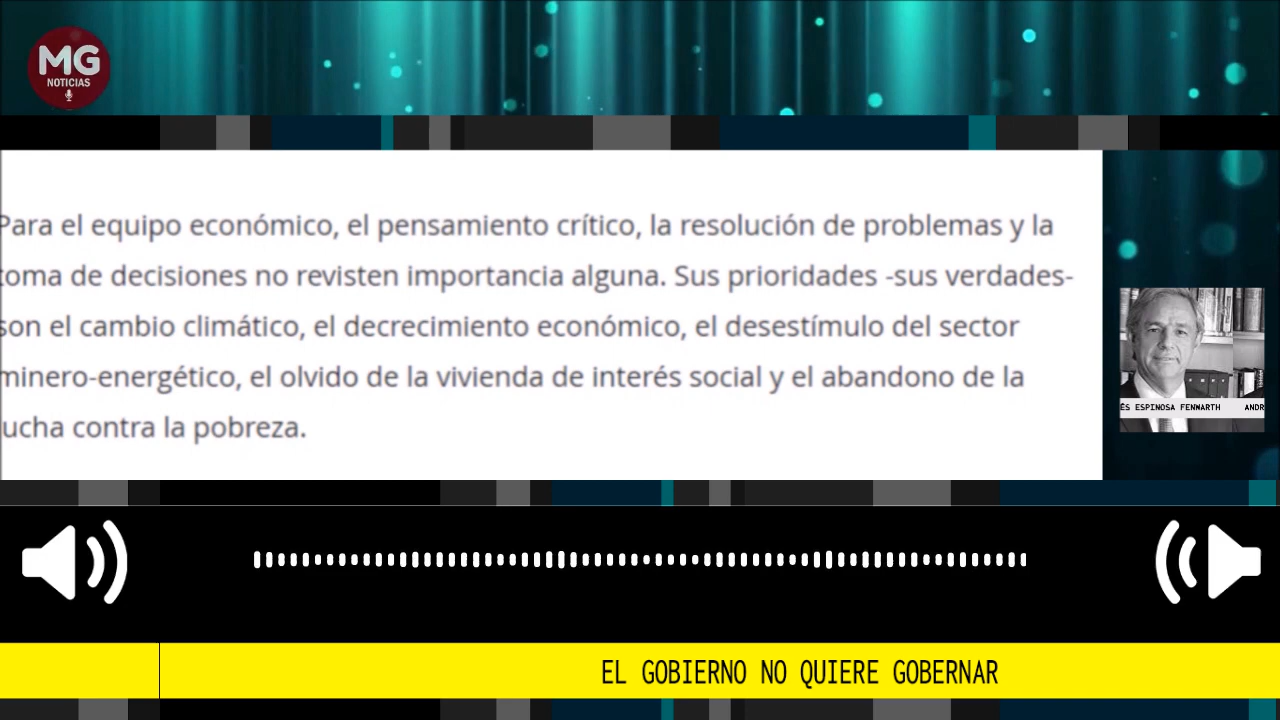 MG
NOTICIAS
Para el equipo económico, el pensamiento crítico, la resolución de problemas y la
toma de decisiones no revisten importancia alguna. Sus prioridades -sus verdades-
son el cambio climático, el decrecimiento económico, el desestímulo del sector
minero-energético, el olvido de la vivienda de interés social y el abandono de la
lucha contra la pobreza.
ÉS ESPINOSA FENWARTH ANDR
EL GOBIERNO NO QUIERE GOBERNAR